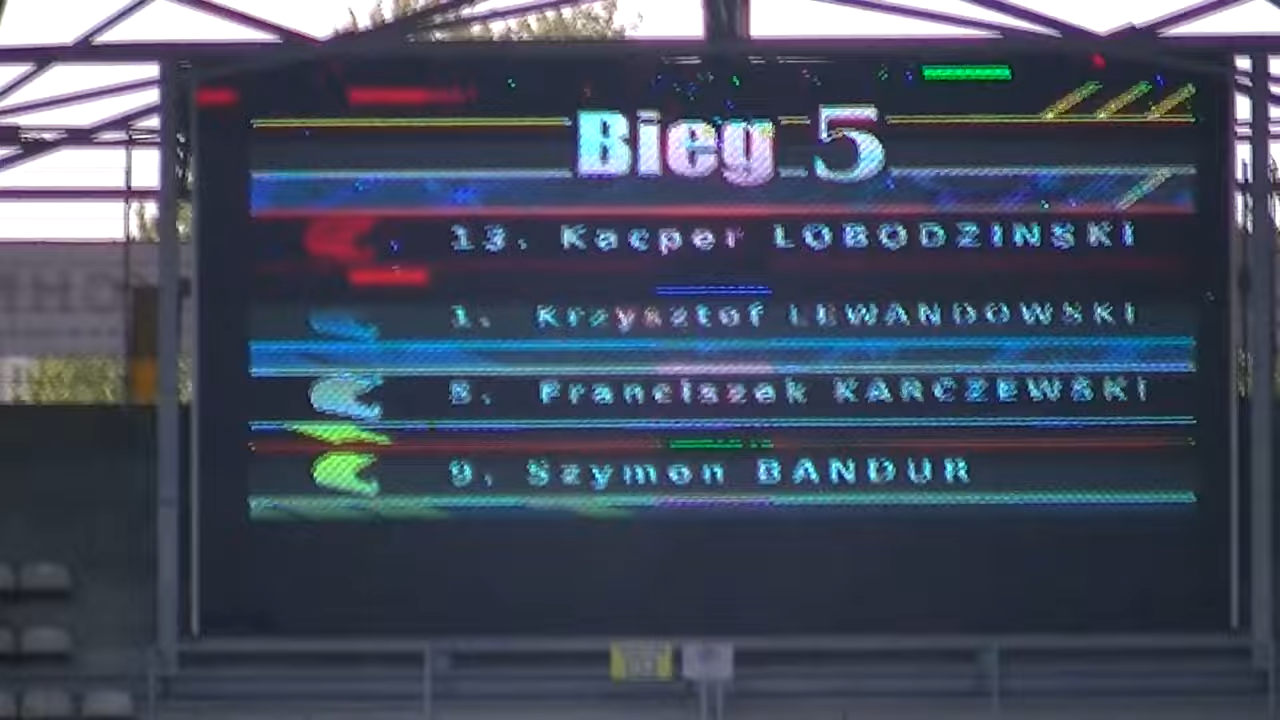 Bieg 5
13. Kacper LOBODZINSKI
1. Krzysztof LEWANDOWSKI
5. Franciszek KARCZEWSKI
9. Szymon BANDUR